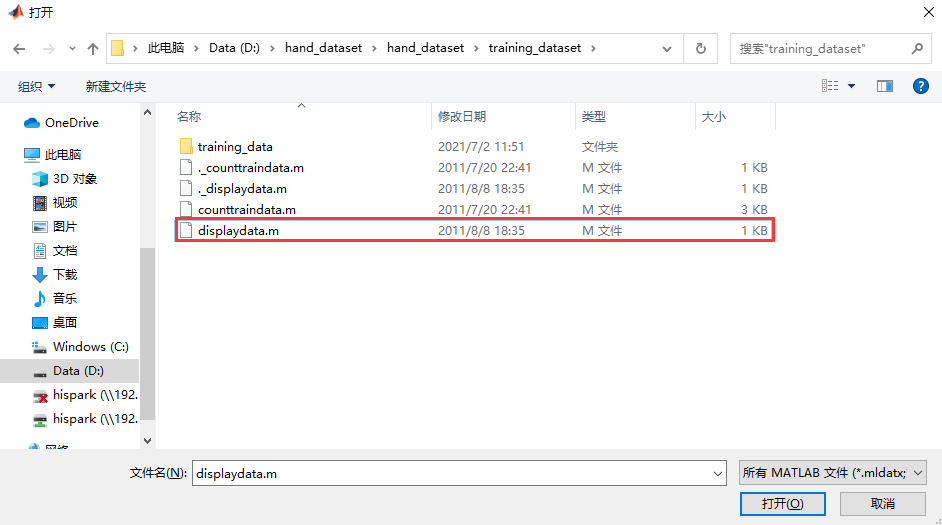 打开
此电脑 > Data (D:) > hand_dataset > hand_dataset > training_dataset >
搜索"training_dataset"
组织 新建文件夹
OneDrive
此电脑
3D 对象
视频
图片
文档
下载
音乐
桌面
Windows (C:)
Data (D:)
hispark (\\192.
hispark (\\192.
网络
名称 修改日期 类型 大小
training_data 2021/7/2 11:51 文件夹
._counttraindata.m 2011/7/20 22:41 M 文件 1 KB
._displaydata.m 2011/8/8 18:35 M 文件 1 KB
counttraindata.m 2011/7/20 22:41 M 文件 3 KB
displaydata.m 2011/8/8 18:35 M 文件 1 KB
文件名(N): displaydata.m 所有 MATLAB 文件 (*.mldatx;
打开(O) 取消